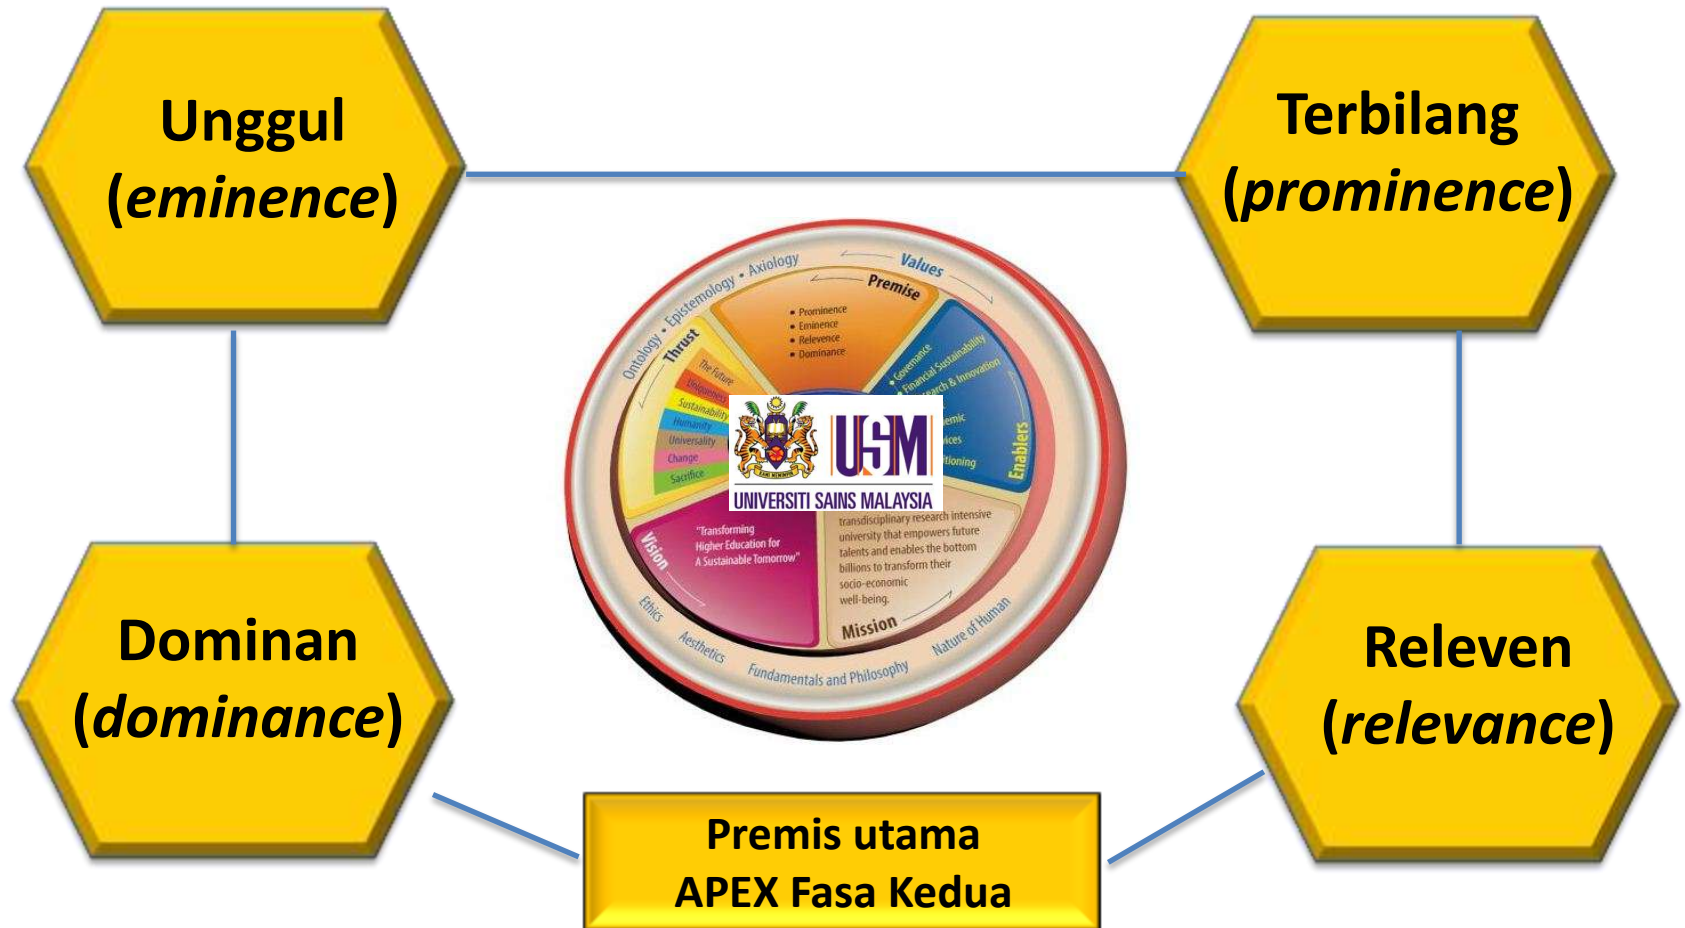 Unggul
(eminence)
Terbilang
(prominence)
Ontology • Epistemology • Axiology
Values
Premise
• Prominence
• Eminence
• Relevence
• Dominance
Thrust
The Future
Uniqueness
Sustainability
Humanity
Universality
Change
Sacrifice
• Governance
• Financial Sustainability
& Innovation
Enablers
USM
UNIVERSITI SAINS MALAYSIA
Vision
"Transforming
Higher Education for
A Sustainable Tomorrow"
transdisciplinary research intensive
university that empowers future
talents and enables the bottom
billions to transform their
socio-economic
well-being.
Mission
Ethics
Aesthetics
Fundamentals and Philosophy
Nature of Human
Dominan
(dominance)
Releven
(relevance)
Premis utama
APEX Fasa Kedua